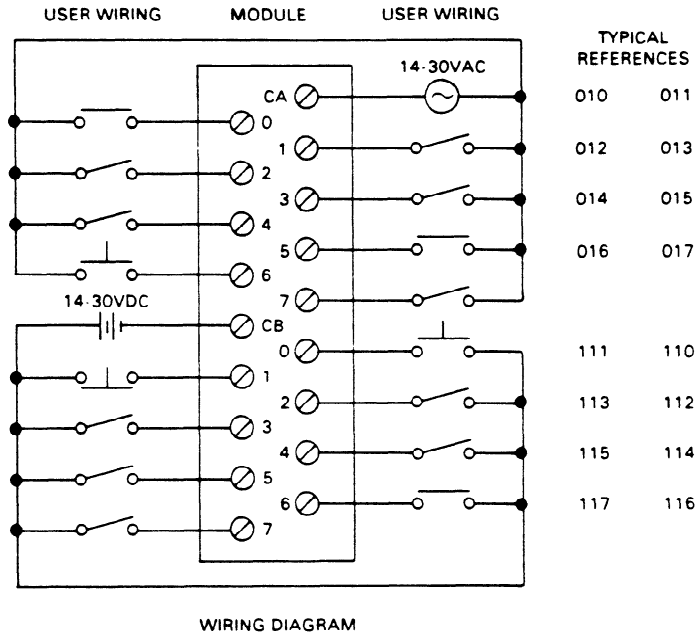 USER WIRING MODULE USER WIRING
TYPICAL
REFERENCES
14-30VAC
CA 010 011
0
1 012 013
2
3 014 015
4
5 016 017
6
7
14-30VDC
CB
0 111 110
1
2 113 112
3
4 115 114
5
6 117 116
7
WIRING DIAGRAM